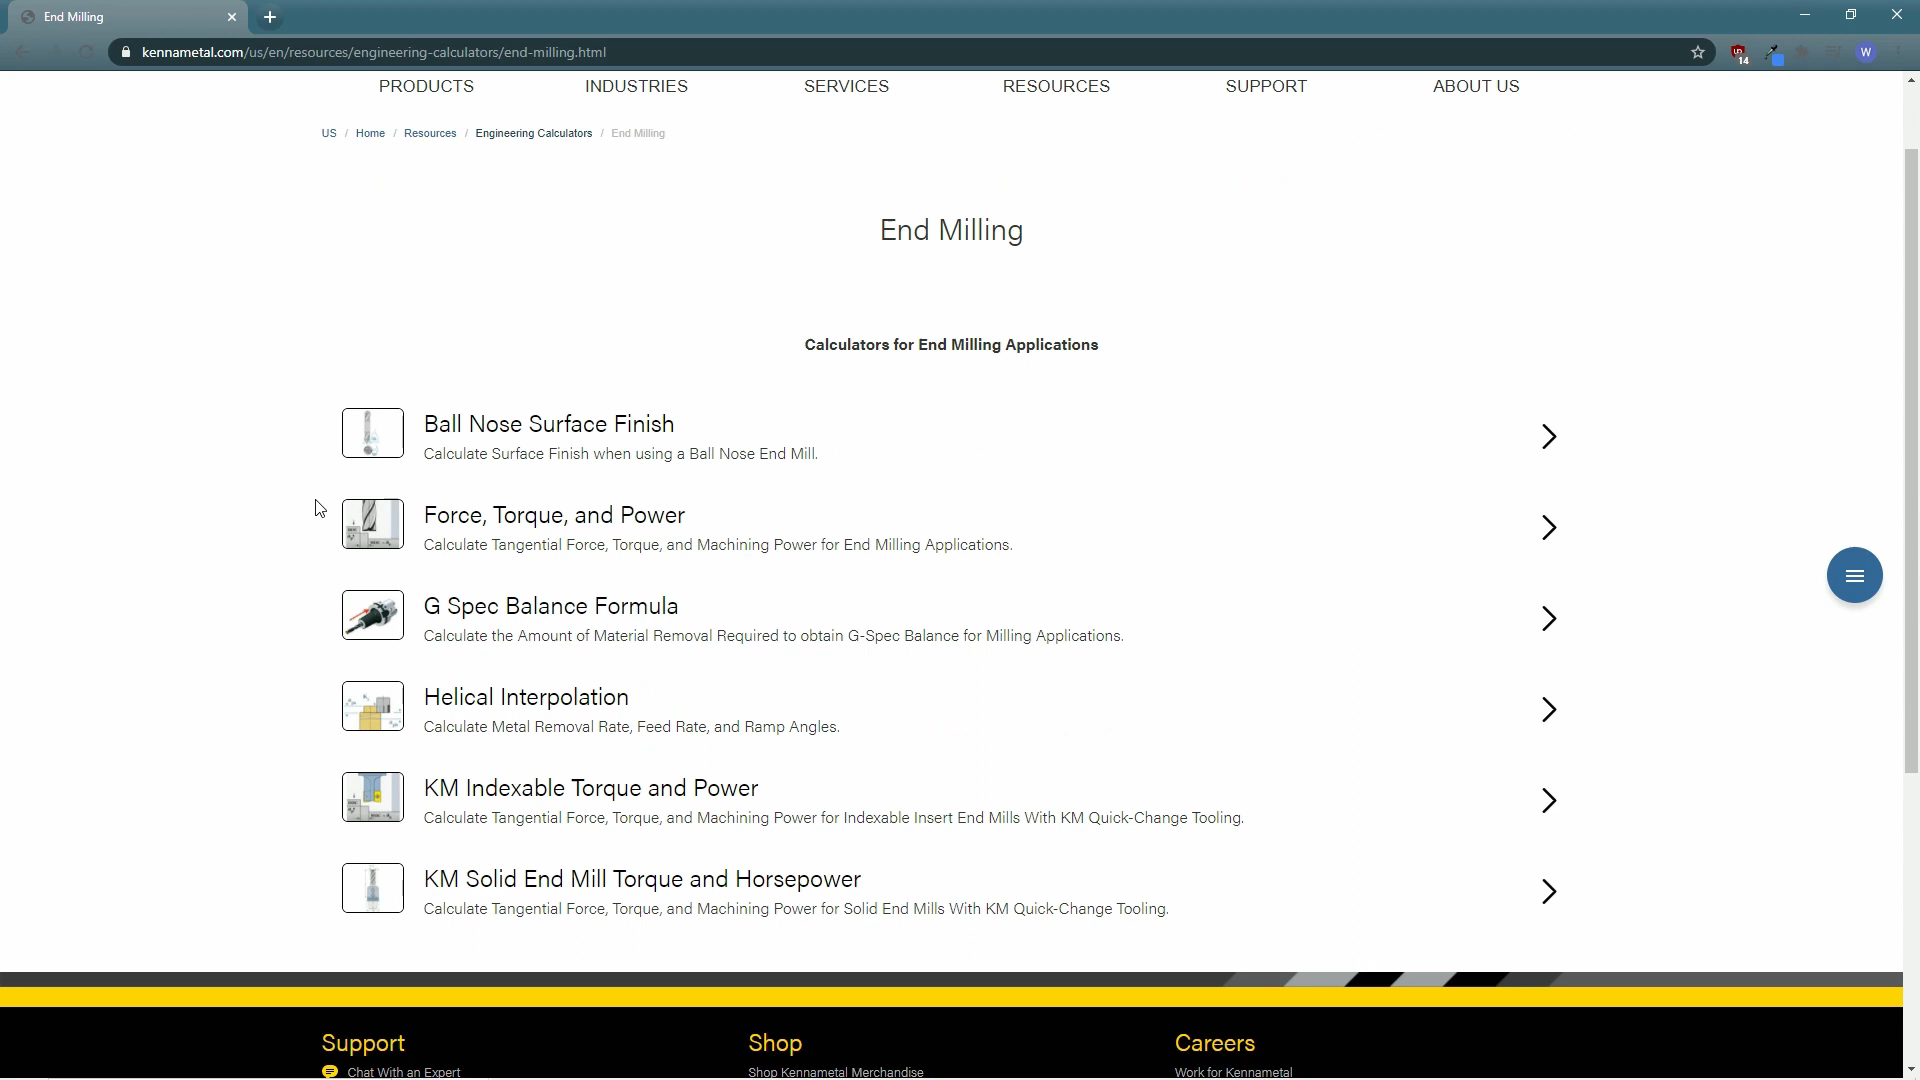 End Milling
kennametal.com/us/en/resources/engineering-calculators/end-milling.html
14
W
PRODUCTS
INDUSTRIES
SERVICES
RESOURCES
SUPPORT
ABOUT US
US / Home / Resources / Engineering Calculators / End Milling
End Milling
Calculators for End Milling Applications
Ball Nose Surface Finish
Calculate Surface Finish when using a Ball Nose End Mill.
Force, Torque, and Power
Calculate Tangential Force, Torque, and Machining Power for End Milling Applications.
G Spec Balance Formula
Calculate the Amount of Material Removal Required to obtain G-Spec Balance for Milling Applications.
Helical Interpolation
Calculate Metal Removal Rate, Feed Rate, and Ramp Angles.
KM Indexable Torque and Power
Calculate Tangential Force, Torque, and Machining Power for Indexable Insert End Mills With KM Quick-Change Tooling.
KM Solid End Mill Torque and Horsepower
Calculate Tangential Force, Torque, and Machining Power for Solid End Mills With KM Quick-Change Tooling.
Support
Chat With an Expert
Shop
Shop Kennametal Merchandise
Careers
Work for Kennametal